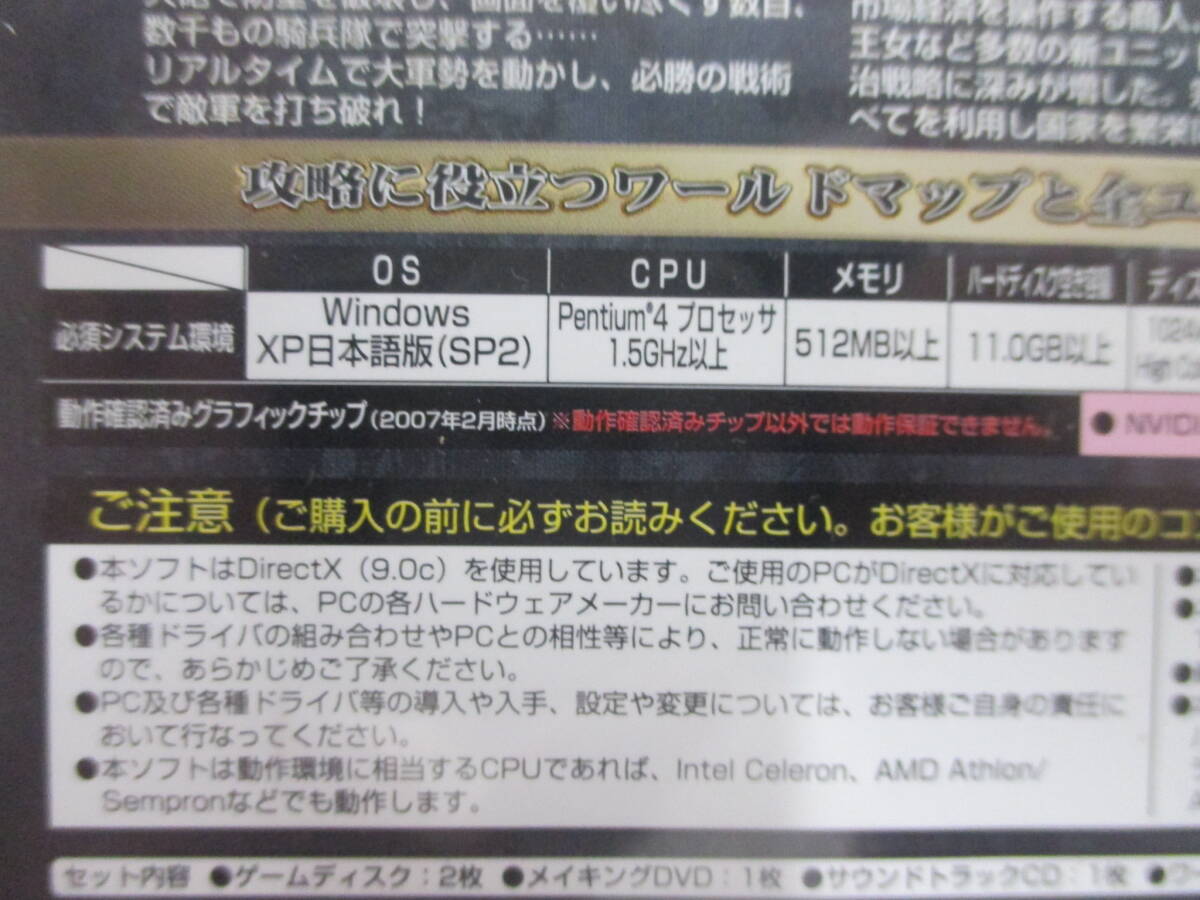 数千もの騎兵隊で突撃する……
リアルタイムで大軍勢を動かし、必勝の戦術
で敵軍を打ち破れ！
市場経済を操作する商人、
王女など多数の新ユニッ
治戦略に深みが増した。
べてを利用し国家を繁栄
攻略に役立つワールドマップと全ユ
OS CPU メモリ ハードディスク空き容量 ディス
必須システム環境 Windows XP日本語版(SP2) Pentium®4 プロセッサ 1.5GHz以上 512MB以上 11.0GB以上 1024 High Co
動作確認済みグラフィックチップ(2007年2月時点) ※動作確認済みチップ以外では動作保証できません。 ● NVIDI
ご注意（ご購入の前に必ずお読みください。お客様がご使用のコ
●本ソフトはDirectX（9.0c）を使用しています。ご使用のPCがDirectXに対応してい
るかについては、PCの各ハードウェアメーカーにお問い合わせください。
●各種ドライバの組み合わせやPCとの相性等により、正常に動作しない場合があります
ので、あらかじめご了承ください。
●PC及び各種ドライバ等の導入や入手、設定や変更については、お客様ご自身の責任に
おいて行なってください。
●本ソフトは動作環境に相当するCPUであれば、Intel Celeron、AMD Athlon/
Sempronなどでも動作します。
セット内容 ●ゲームディスク：2枚 ●メイキングDVD：1枚 ●サウンドトラックCD：1枚 ●ワ